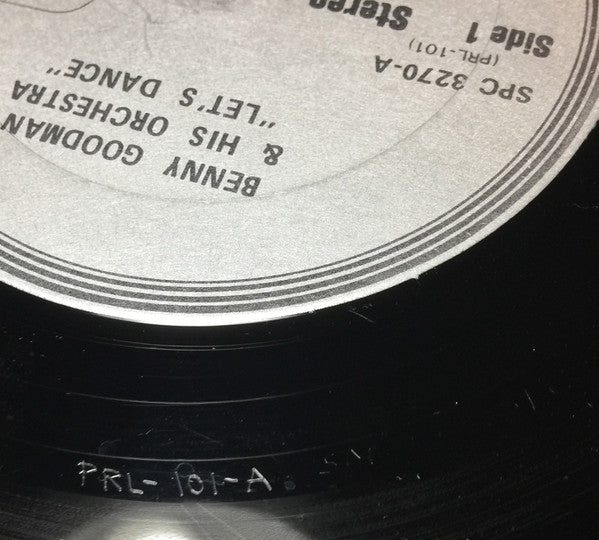 BENNY GOODMAN
& HIS ORCHESTRA
"LET'S DANCE"
SPC 3270-A
(PRL-101)
Side 1
Stereo
PRL-101-A